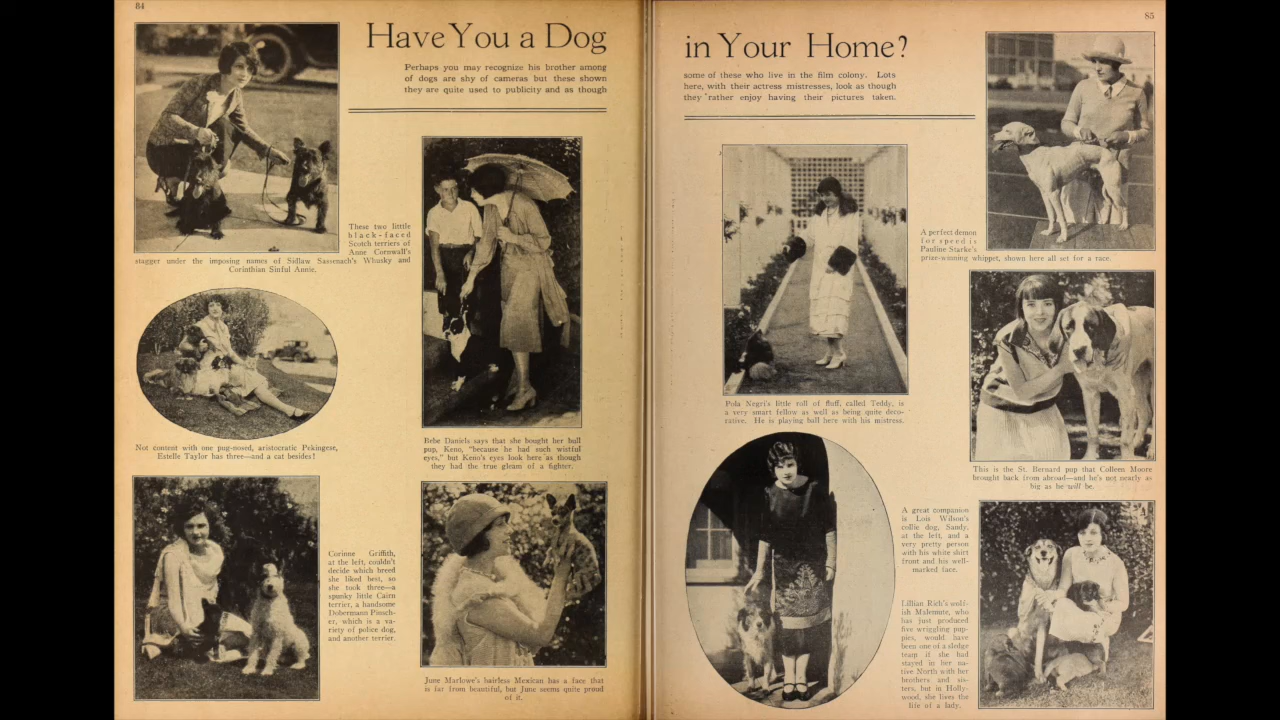 84
Have You a Dog
Perhaps you may recognize his brother among
of dogs are shy of cameras but these shown
they are quite used to publicity and as though
These two little
black-faced
Scotch terriers of
Anne Cornwall's
stagger under the imposing names of Sidlaw Sassenach's Whusky and
Corinthian Sinful Annie.
Not content with one pug-nosed, aristocratic Pekingese,
Estelle Taylor has three—and a cat besides!
Corinne Griffith,
at the left, couldn't
decide which breed
she liked best, so
she took three—a
spunky little Cairn
terrier, a handsome
Dobermann Pinsch-
er, which is a va-
riety of police dog,
and another terrier.
Bebe Daniels says that she bought her bull
pup, Keno, "because he had such wistful
eyes," but Keno's eyes look here as though
they had the true gleam of a fighter.
June Marlowe's hairless Mexican has a face that
is far from beautiful, but June seems quite proud
of it.
85
in Your Home?
some of these who live in the film colony. Lots
here, with their actress mistresses, look as though
they rather enjoy having their pictures taken.
Pola Negri's little roll of fluff, called Teddy, is
a very smart fellow as well as being quite deco-
rative. He is playing ball here with his mistress.
A perfect demon
for speed is
Pauline Starke's
prize-winning whippet, shown here all set for a race.
This is the St. Bernard pup that Colleen Moore
brought back from abroad—and he's not nearly as
big as he will be.
A great companion
is Lois Wilson's
collie dog, Sandy,
at the left, and a
very pretty person
with his white shirt
front and his well-
marked face.
Lillian Rich's wolf-
ish Malemute, who
has just produced
five wriggling pup-
pies, would have
been one of a sledge
team if she had
stayed in her na-
tive North with her
brothers and sis-
ters, but in Holly-
wood, she lives the
life of a lady.